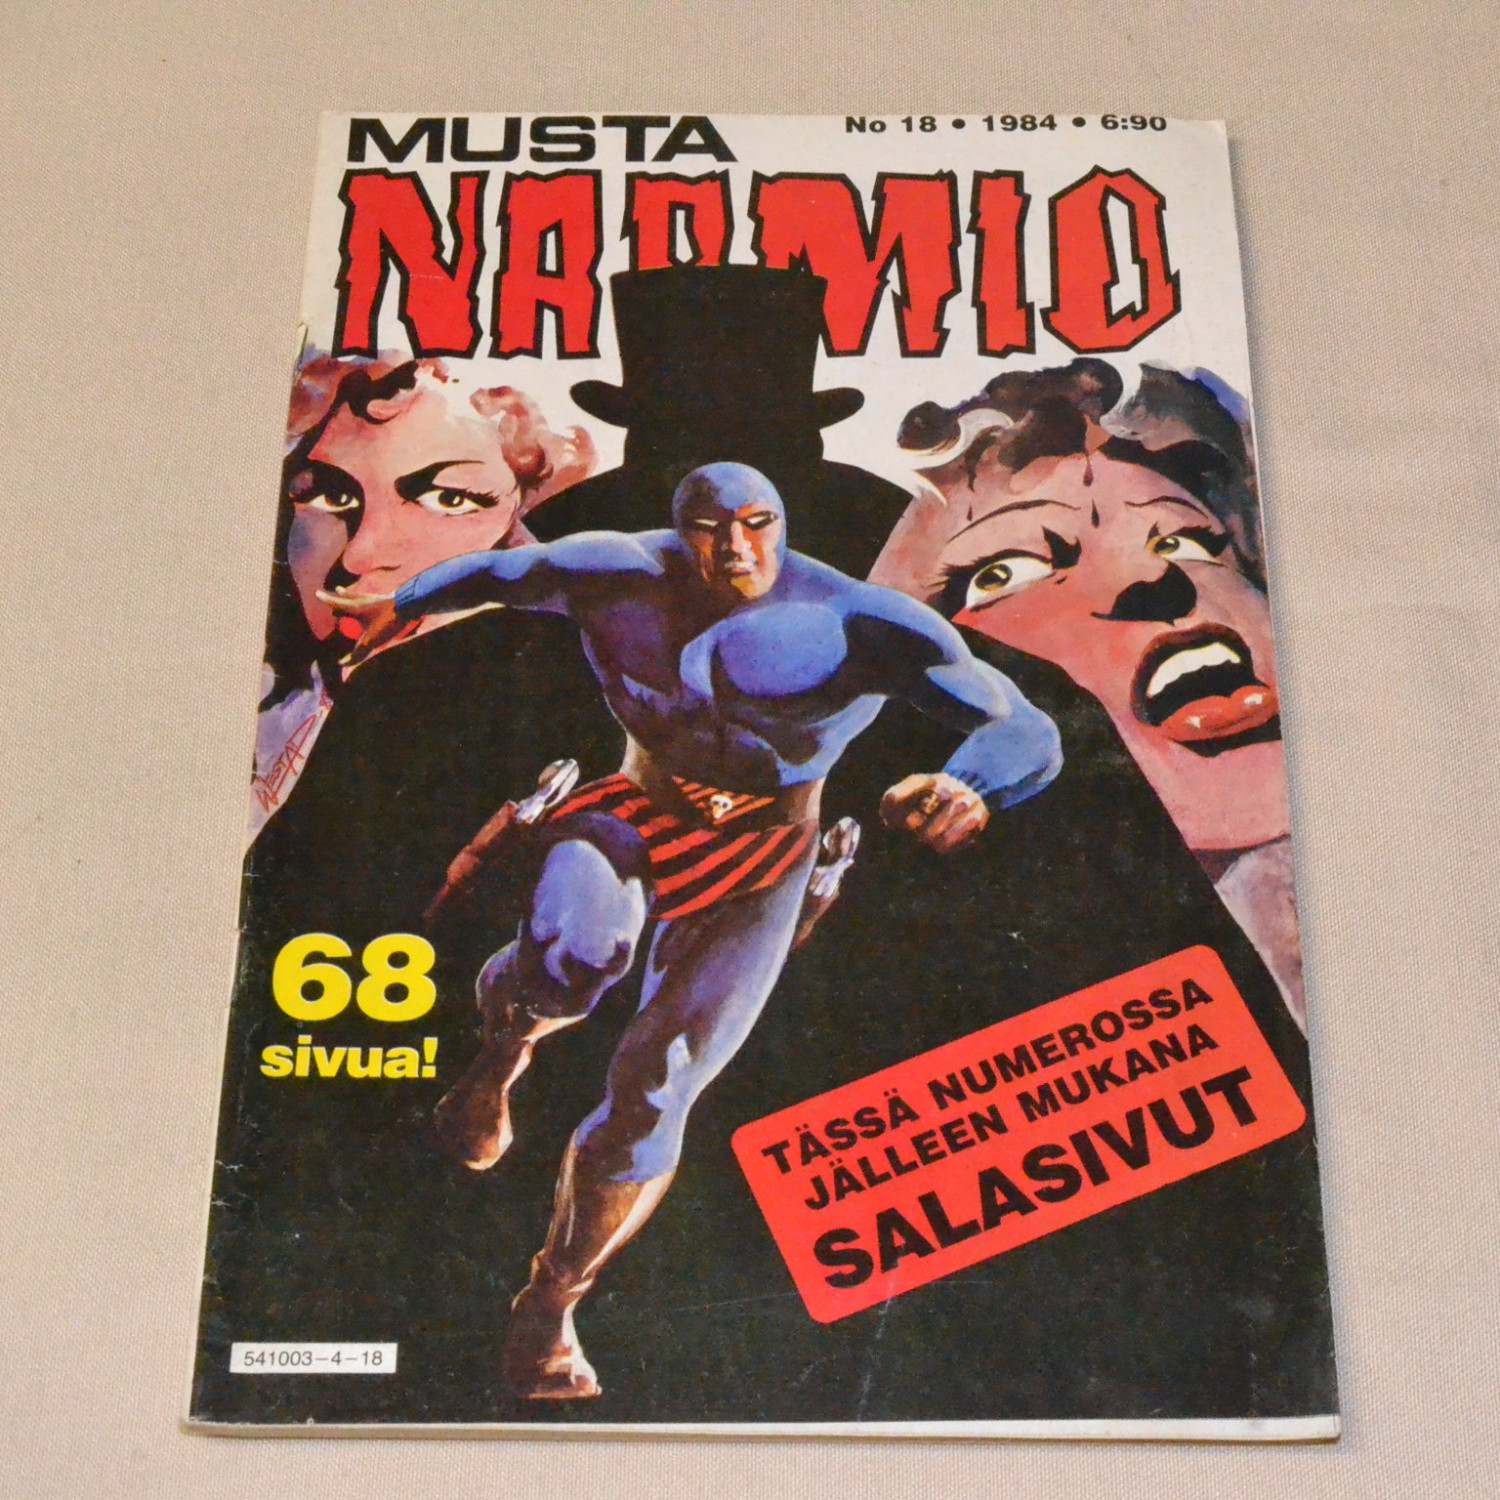 MUSTA
No 18 • 1984 • 6:90
NAAMIO
68
sivua!
TÄSSÄ NUMEROSSA
JÄLLEEN MUKANA
SALASIVUT
541003-4-18